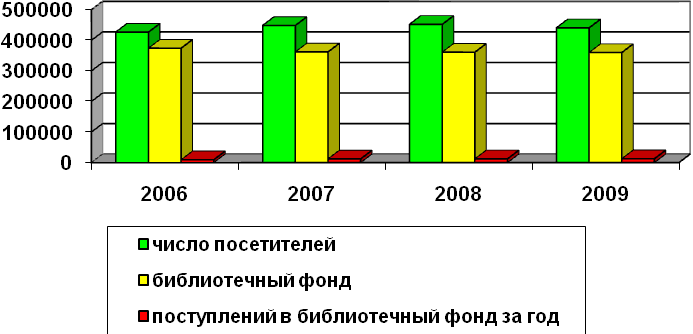 500000
400000
300000
200000
100000
0
2006 2007 2008 2009
число посетителей
библиотечный фонд
поступлений в библиотечный фонд за год